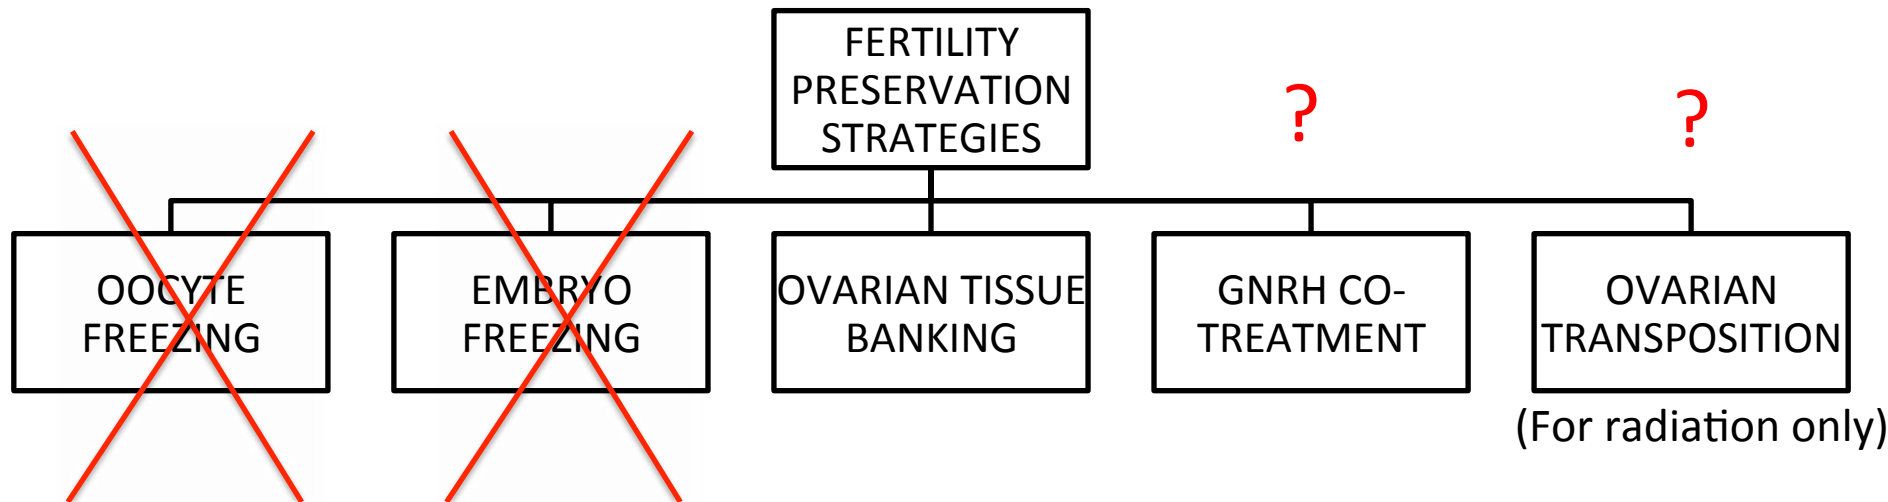 FERTILITY
PRESERVATION
STRATEGIES
?
?
OOCYTE
FREEZING
EMBRYO
FREEZING
OVARIAN TISSUE
BANKING
GNRH CO-
TREATMENT
OVARIAN
TRANSPOSITION
(For radiation only)